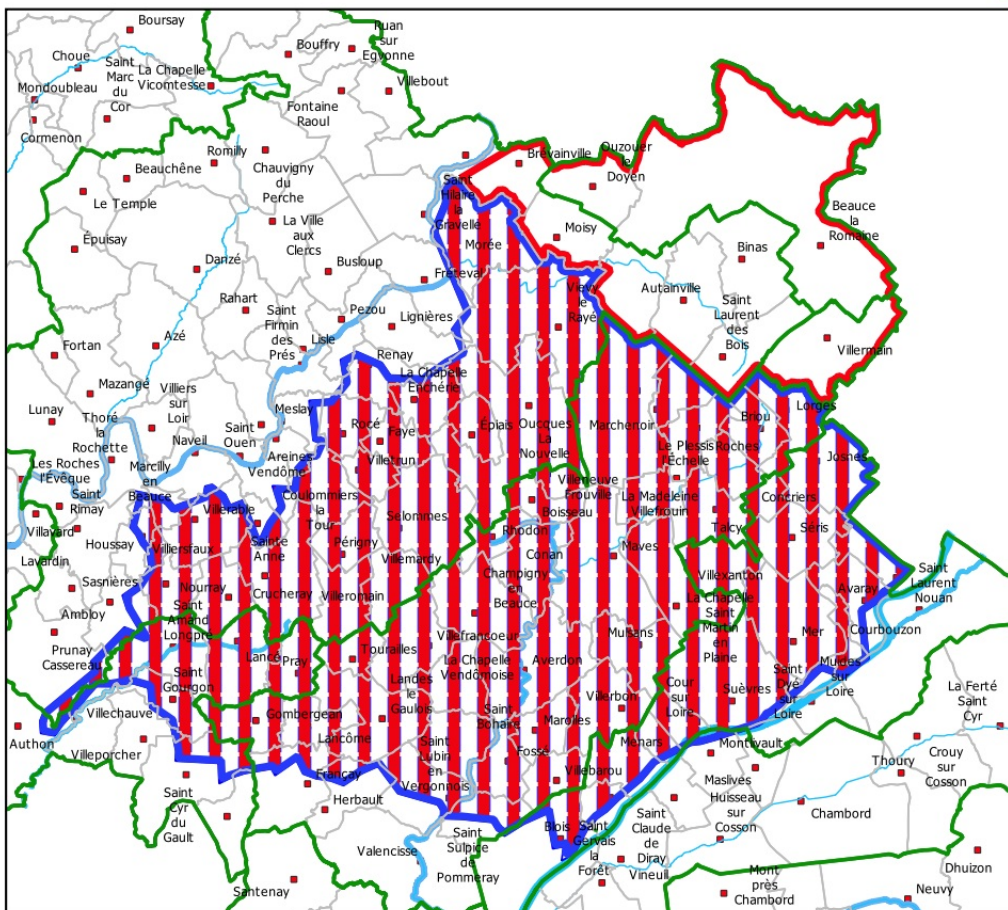 Boursay
Ruan
sur
Egvonne
Bouffry
Choue
Saint
Marc
du
Cor
La Chapelle
Vicomtesse
Mondoubleau
Villebout
Fontaine
Raoul
Cormenon
Romilly
Brévainville
Ouzouer
le
Doyen
Beauchêne
Chauvigny
du
Perche
Le Temple
Saint
Hilaire
la
Gravelle
Beauce
la
Romaine
La Ville
aux
Clercs
Moisy
Épuisay
Morée
Binas
Danzé
Busloup
Fréteval
Autainville
Vievy
le
Rayé
Rahart
Saint
Firmin
des
Prés
Pezou
Lignières
Saint
Laurent
des
Bois
Fortan
Azé
Lisle
Renay
Villermain
Mazangé
Villiers
sur
Loir
La Chapelle
Enchérie
Lunay
Thoré
la
Rochette
Meslay
Lorges
Saint
Ouen
Rocé
Faye
Épiais
Oucques
La
Nouvelle
Marchenoir
Briou
Naveil
Areines
Vendôme
Villetrun
Le Plessis
l'Échelle
Roches
Josnes
Les Roches
l'Évêque
Marcilly
en
Beauce
Saint
Rimay
Coulommiers
la
Tour
Villeneuve
Frouville
La Madeleine
Villefrouin
Concriers
Villerable
Selommes
Boisseau
Villavard
Houssay
Villiersfaux
Sainte
Anne
Périgny
Rhodon
Talcy
Séris
Lavardin
Villemardy
Conan
Maves
Sasnières
Nourray
Crucheray
Villeromain
Champigny
en
Beauce
Villexanton
Avaray
Saint
Laurent
Nouan
Ambloy
Saint
Amand
Longpré
La Chapelle
Saint
Martin
en
Plaine
Courbouzon
Villefrancoeur
Mulsans
Mer
Prunay
Cassereau
Lancé
Pray
Tourailles
La Chapelle
Vendômoise
Averdon
Saint
Gourgon
Landes
le
Gaulois
Villerbon
Cour
sur
Loire
Suèvres
Saint
Dyé
sur
Loire
Muides
sur
Loire
La Ferté
Saint
Cyr
Villechauve
Gombergean
Saint
Bohaire
Marolles
Authon
Villeporcher
Lancôme
Fossé
Menars
Montlivault
Crouy
sur
Cosson
Saint
Lubin
en
Vergonnois
Françay
Villebarou
Thoury
Maslives
Saint
Cyr
du
Gault
Herbault
Huisseau
sur
Cosson
Chambord
Blois
Saint
Gervais
la
Forêt
Saint
Claude
de
Diray
Saint
Sulpice
de
Pommeray
Valencisse
Vineuil
Mont
près
Chambord
Dhuizon
Santenay
Neuvy